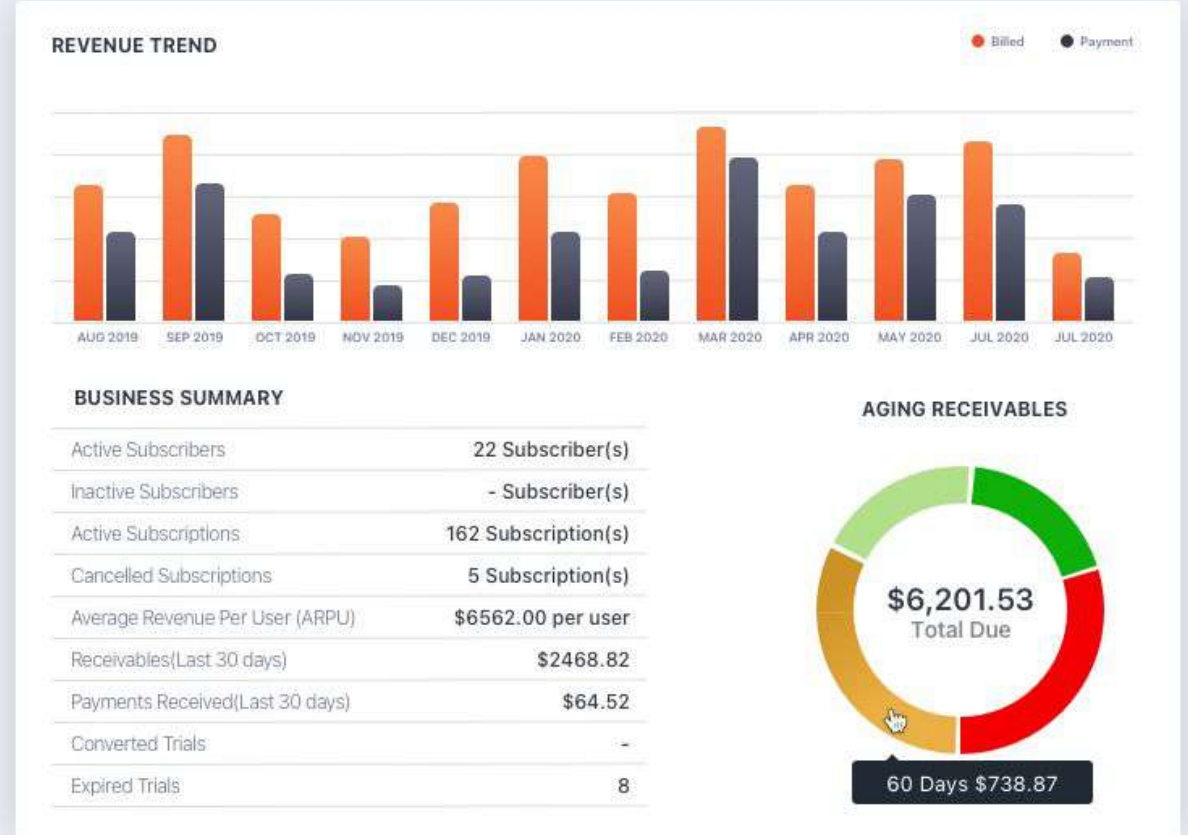 REVENUE TREND
Billed Payment
AUG 2019 SEP 2019 OCT 2019 NOV 2019 DEC 2019 JAN 2020 FEB 2020 MAR 2020 APR 2020 MAY 2020 JUL 2020 JUL 2020
BUSINESS SUMMARY
Active Subscribers 22 Subscriber(s)
Inactive Subscribers - Subscriber(s)
Active Subscriptions 162 Subscription(s)
Cancelled Subscriptions 5 Subscription(s)
Average Revenue Per User (ARPU) $6562.00 per user
Receivables(Last 30 days) $2468.82
Payments Received(Last 30 days) $64.52
Converted Trials -
Expired Trials 8
AGING RECEIVABLES
$6,201.53
Total Due
60 Days $738.87